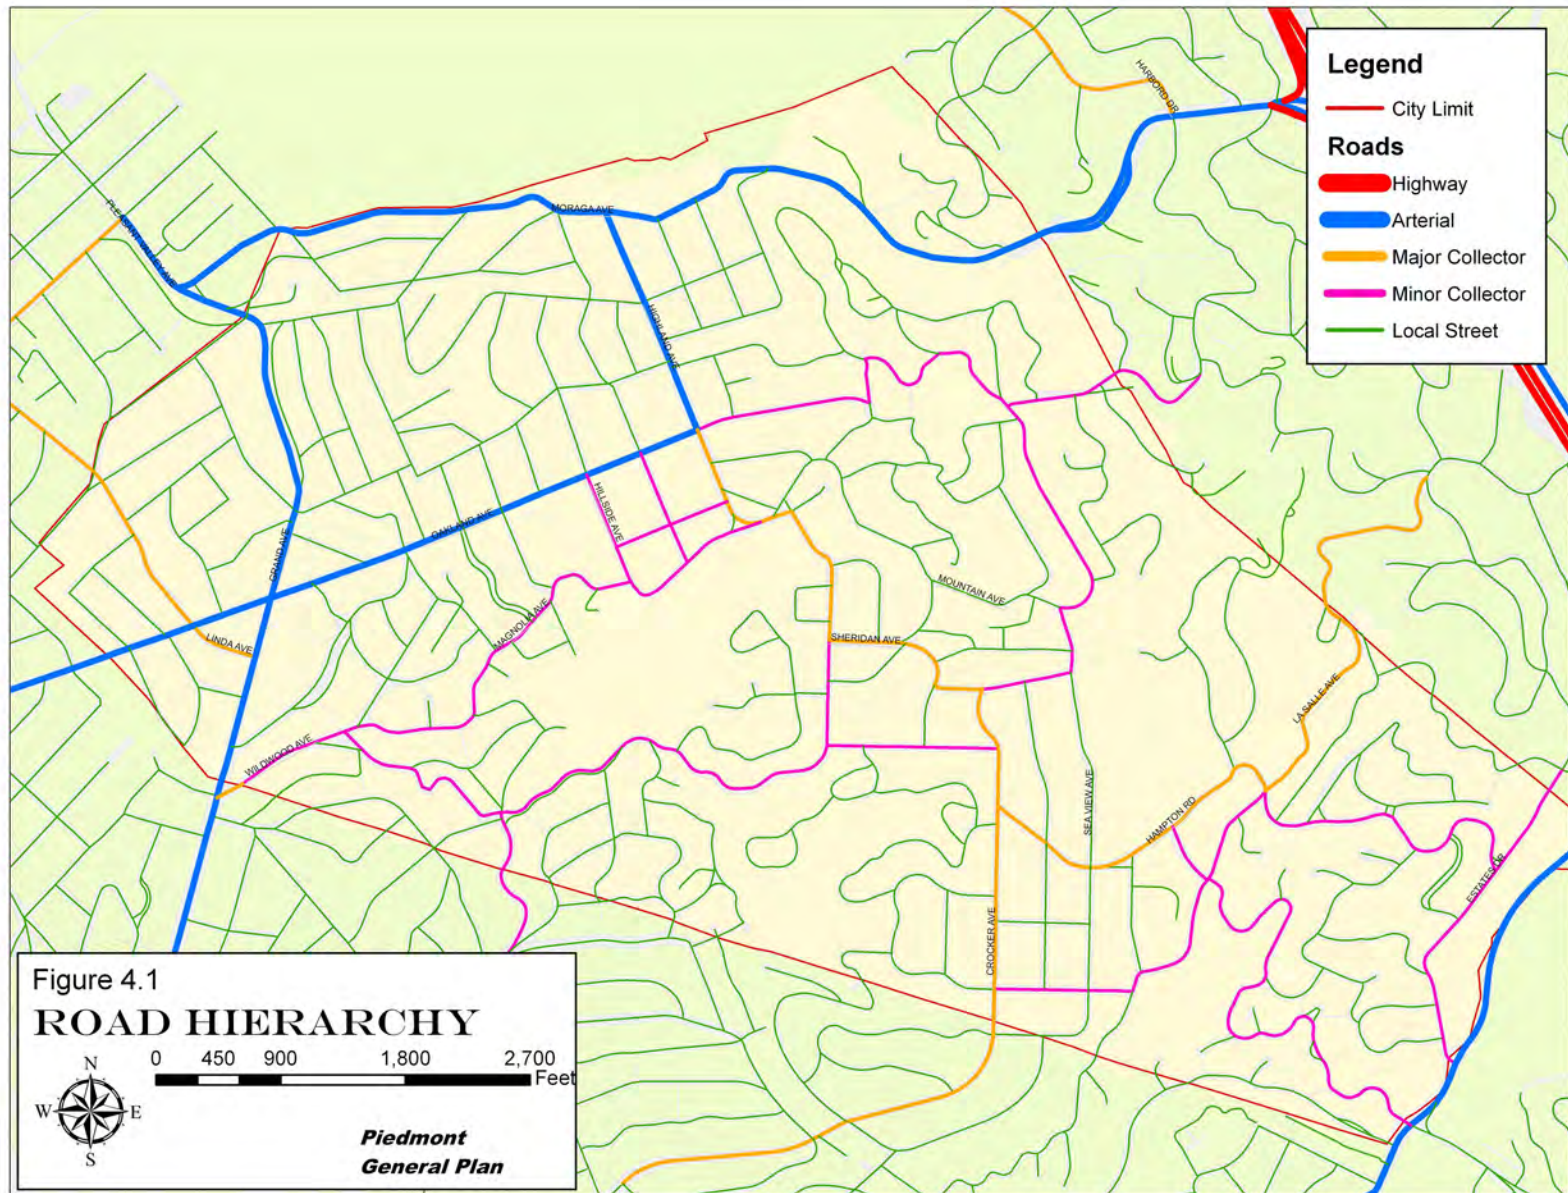 HARBORD DR
Legend
City Limit
Roads
Highway
Arterial
Major Collector
Minor Collector
Local Street
PLEASANT VALLEY AVE
MORAGA AVE
HIGHLAND AVE
HILLSIDE AVE
OAKLAND AVE
GRAND AVE
MOUNTAIN AVE
MAGNOLIA AVE
LINDA AVE
SHERIDAN AVE
LA SALLE AVE
WILDWOOD AVE
SEA VIEW AVE
HAMPTON RD
ESTATES DR
CROCKER AVE
Figure 4.1
ROAD HIERARCHY
0 450 900 1,800 2,700
Feet
N
W E
S
Piedmont
General Plan